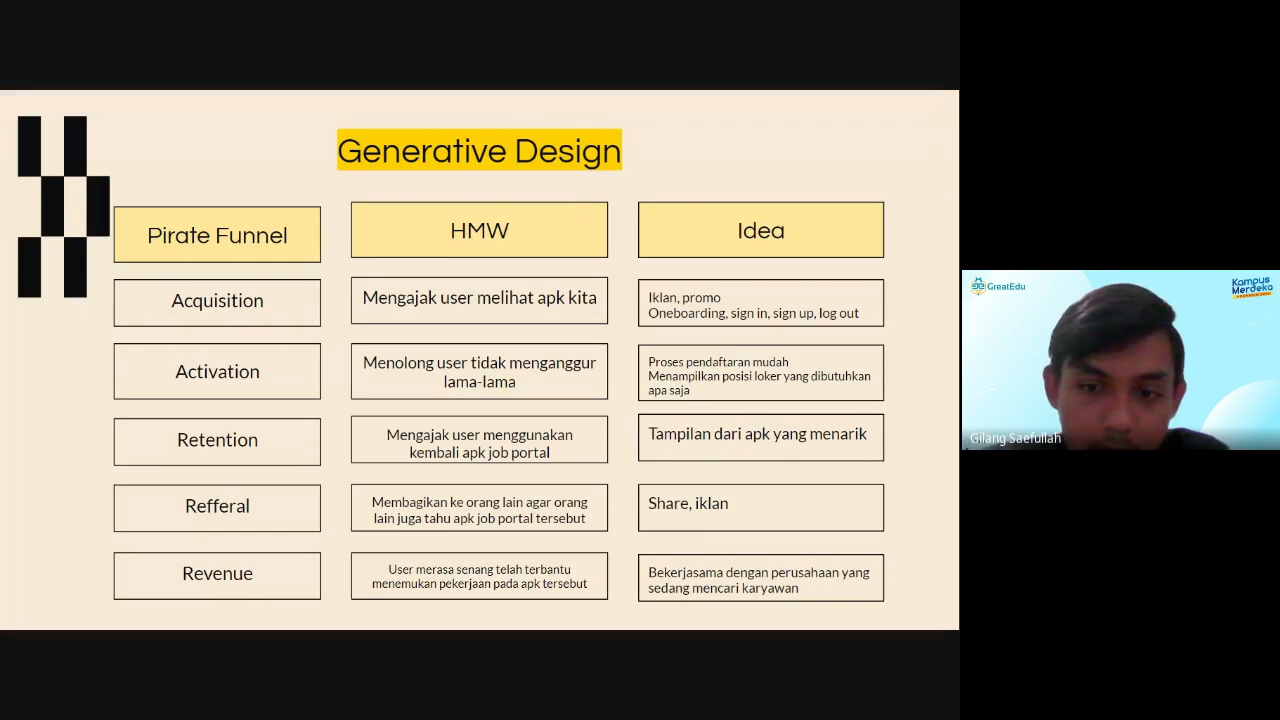 Generative Design
Pirate Funnel
HMW
Idea
Acquisition
Mengajak user melihat apk kita
Iklan, promo
Oneboarding, sign in, sign up, log out
Activation
Menolong user tidak menganggur
lama-lama
Proses pendaftaran mudah
Menampilkan posisi loker yang dibutuhkan
apa saja
Retention
Mengajak user menggunakan
kembali apk job portal
Tampilan dari apk yang menarik
Refferal
Membagikan ke orang lain agar orang
lain juga tahu apk job portal tersebut
Share, iklan
Revenue
User merasa senang telah terbantu
menemukan pekerjaan pada apk tersebut
Bekerjasama dengan perusahaan yang
sedang mencari karyawan
GreatEdu
Kampus
Merdeka
Gilang Saefullah